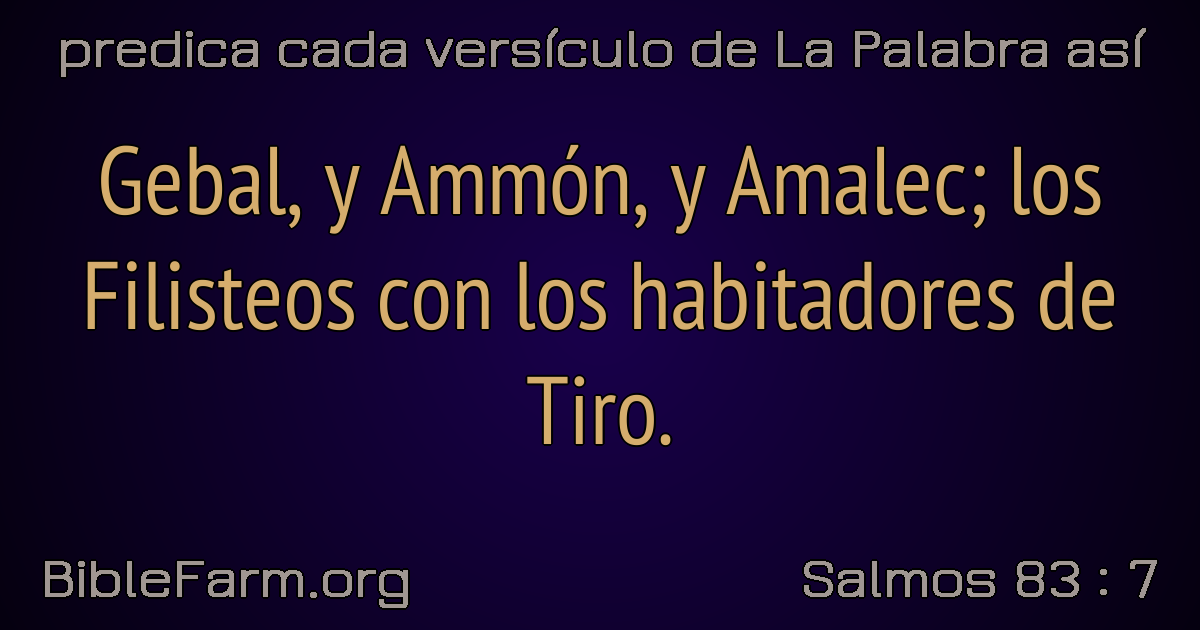 predica cada versículo de La Palabra así
Gebal, y Ammón, y Amalec; los
Filisteos con los habitadores de
Tiro.
BibleFarm.org
Salmos 83 : 7